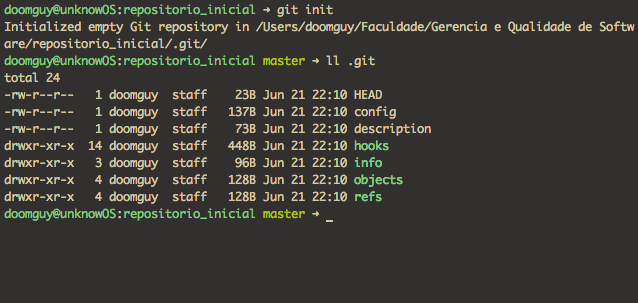 doomguy@unknowOS:repositorio_inicial → git init
Initialized empty Git repository in /Users/doomguy/Faculdade/Gerencia e Qualidade de Softw
are/repositorio_inicial/.git/
doomguy@unknowOS:repositorio_inicial master → ll .git
total 24
-rw-r--r--   1 doomguy  staff    23B Jun 21 22:10 HEAD
-rw-r--r--   1 doomguy  staff   137B Jun 21 22:10 config
-rw-r--r--   1 doomguy  staff    73B Jun 21 22:10 description
drwxr-xr-x  14 doomguy  staff   448B Jun 21 22:10 hooks
drwxr-xr-x   3 doomguy  staff    96B Jun 21 22:10 info
drwxr-xr-x   4 doomguy  staff   128B Jun 21 22:10 objects
drwxr-xr-x   4 doomguy  staff   128B Jun 21 22:10 refs
doomguy@unknowOS:repositorio_inicial master → _